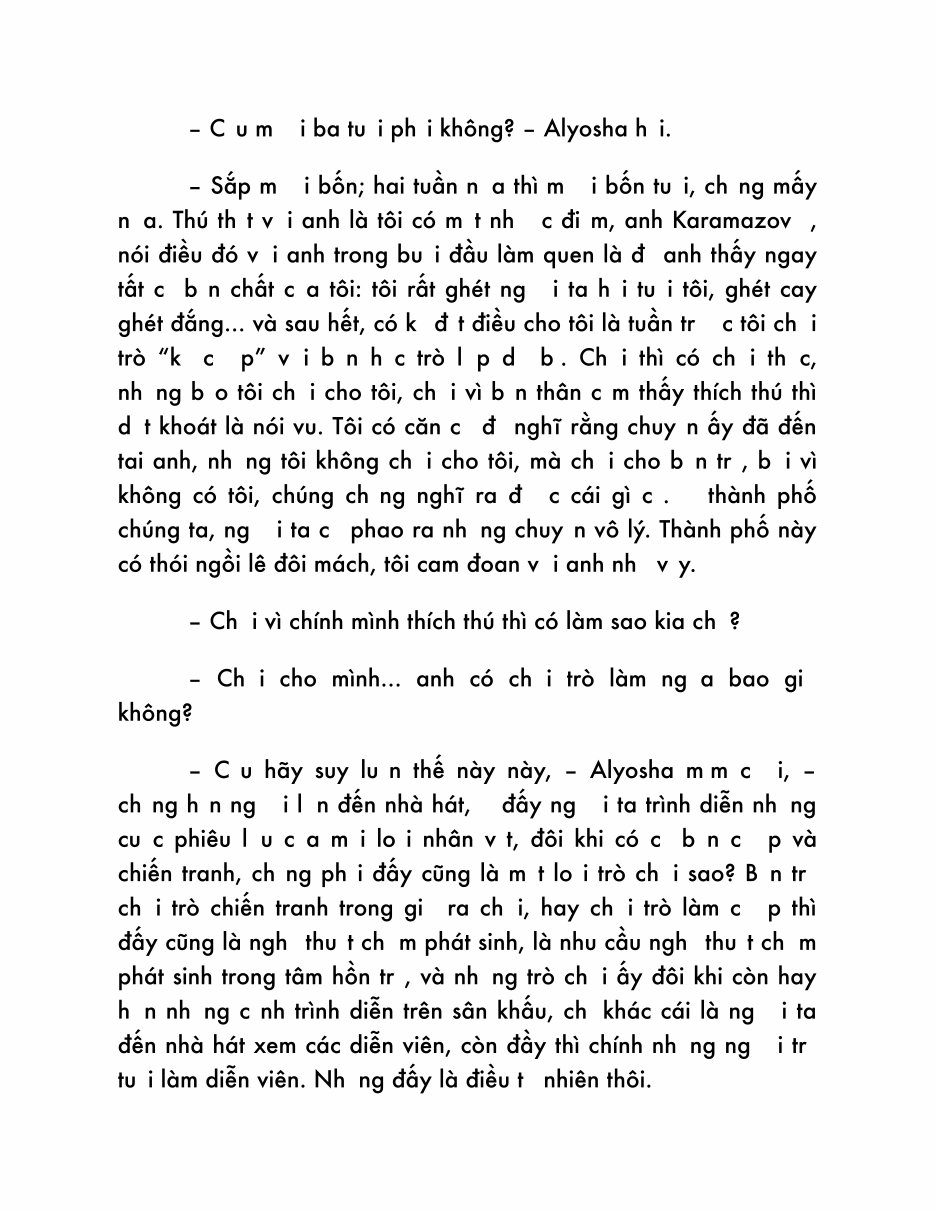 – C u m i ba tu i ph i không? – Alyosha h i.
– Sắp m i bốn; hai tuần n a thì m i bốn tu i, ch ng mấy
n a. Thú th t v i anh là tôi có m t nh c đi m, anh Karamazov ,
nói điều đó v i anh trong bu i đầu làm quen là đ anh thấy ngay
tất c b n chất c a tôi: tôi rất ghét ng i ta h i tu i tôi, ghét cay
ghét đắng... và sau hết, có k đ t điều cho tôi là tuần tr c tôi ch i
trò “k c p” v i b n h c trò l p d b . Ch i thì có ch i th c,
nh ng b o tôi ch i cho tôi, ch i vì b n thân c m thấy thích thú thì
d t khoát là nói vu. Tôi có căn c đ nghĩ rằng chuy n ấy đã đến
tai anh, nh ng tôi không ch i cho tôi, mà ch i cho b n tr , b i vì
không có tôi, chúng ch ng nghĩ ra đ c cái gì c . thành phố
chúng ta, ng i ta c phao ra nh ng chuy n vô lý. Thành phố này
có thói ngồi lê đôi mách, tôi cam đoan v i anh nh v y.
– Ch i vì chính mình thích thú thì có làm sao kia ch ?
– Ch i cho mình... anh có ch i trò làm ng a bao gi
không?
– C u hãy suy lu n thế này này, – Alyosha m m c i, –
ch ng h n ng i l n đến nhà hát, đấy ng i ta trình diễn nh ng
cu c phiêu l u c a m i lo i nhân v t, đôi khi có c b n c p và
chiến tranh, ch ng ph i đấy cũng là m t lo i trò ch i sao? B n tr
ch i trò chiến tranh trong gi ra ch i, hay ch i trò làm c p thì
đấy cũng là ngh thu t ch m phát sinh, là nhu cầu ngh thu t ch m
phát sinh trong tâm hồn tr , và nh ng trò ch i ấy đôi khi còn hay
h n nh ng c nh trình diễn trên sân khấu, ch khác cái là ng i ta
đến nhà hát xem các diễn viên, còn đầy thì chính nh ng ng i tr
tu i làm diễn viên. Nh ng đấy là điều t nhiên thôi.